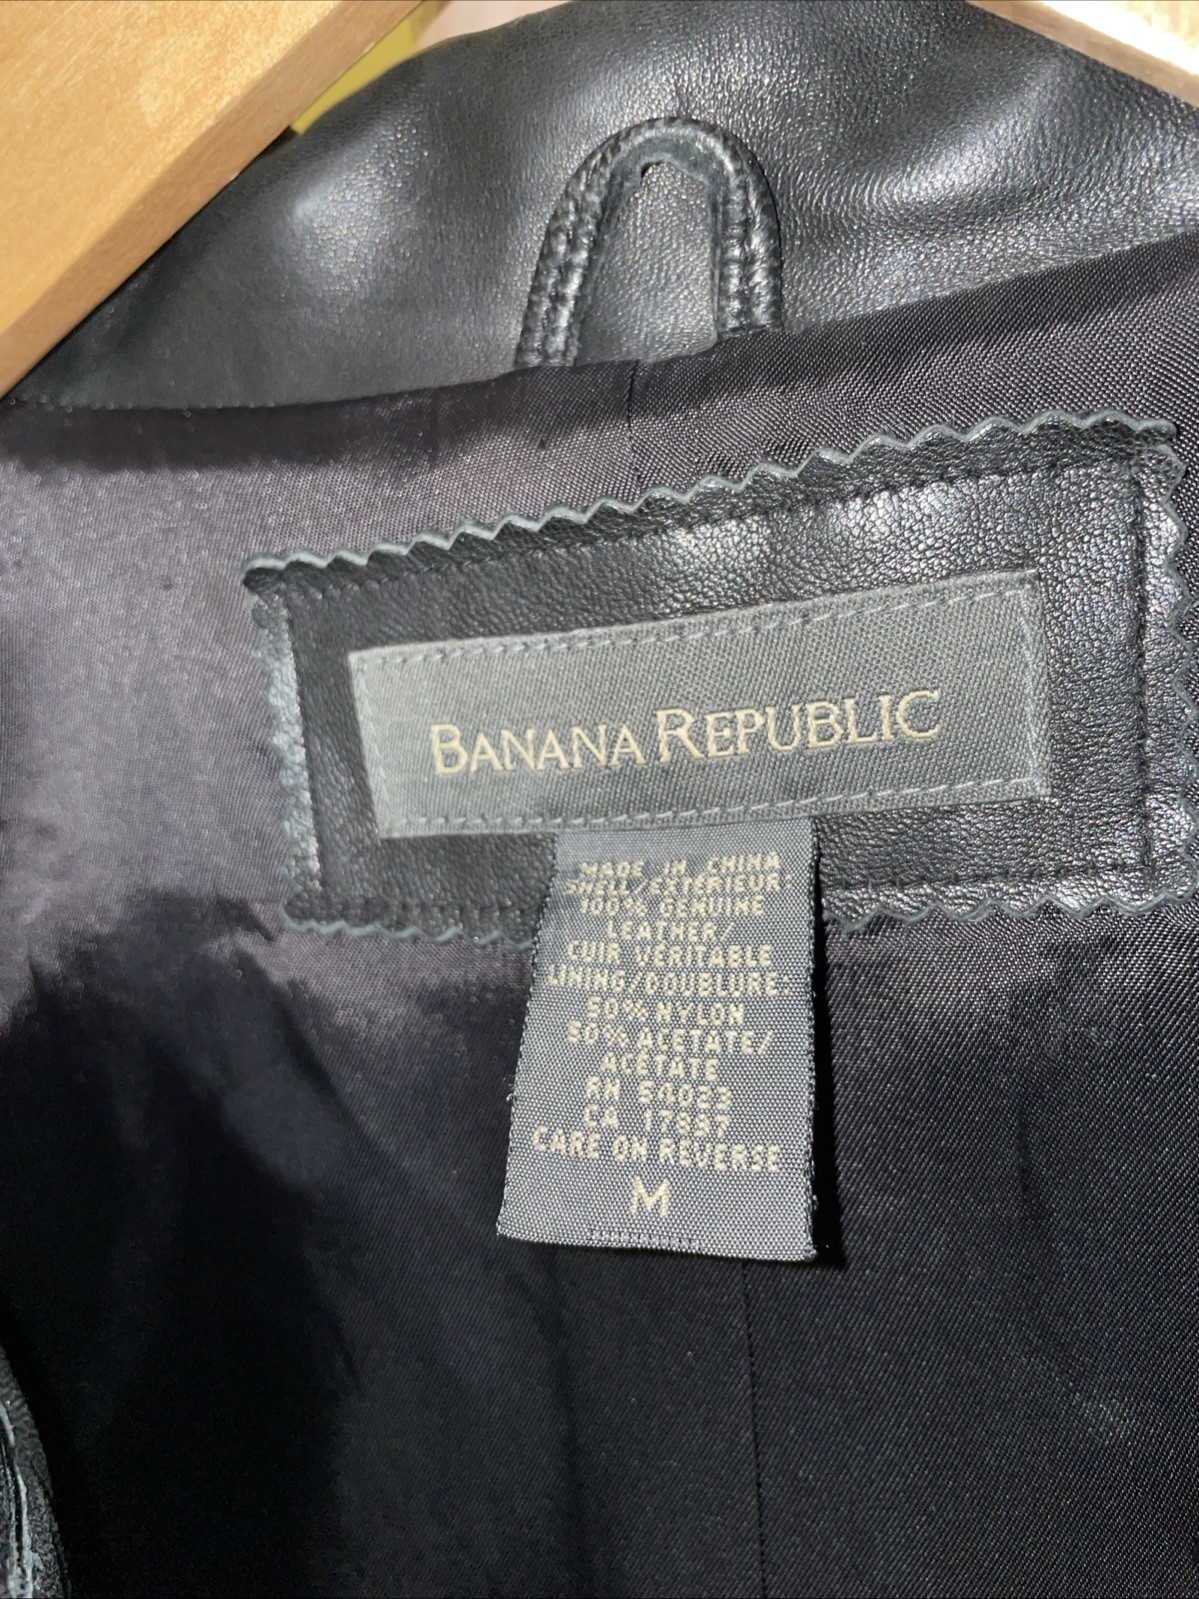 BANANA REPUBLIC
MADE IN CHINA
SHELL/EXTÉRIEUR
100% GENUINE
LEATHER/
CUIR VÉRITABLE
LINING/DOUBLURE
50% NYLON
50% ACETATE/
ACÉTATE
RN 54023
CA 17897
CARE ON REVERSE
M